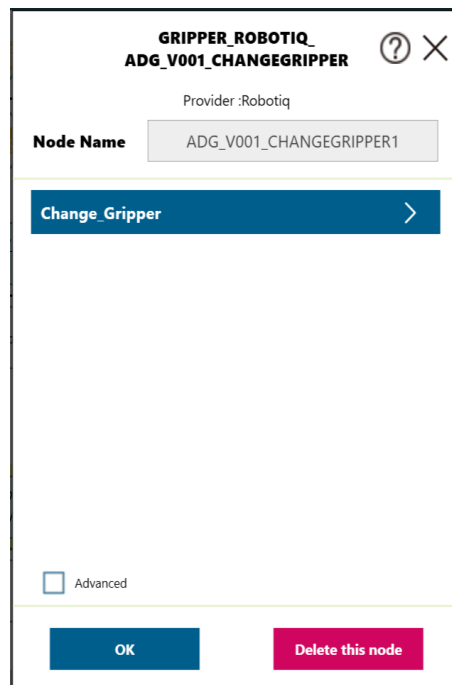 GRIPPER_ROBOTIQ_
ADG_V001_CHANGEGRIPPER
Provider :Robotiq
Node Name
ADG_V001_CHANGEGRIPPER1
Change_Gripper
Advanced
OK
Delete this node